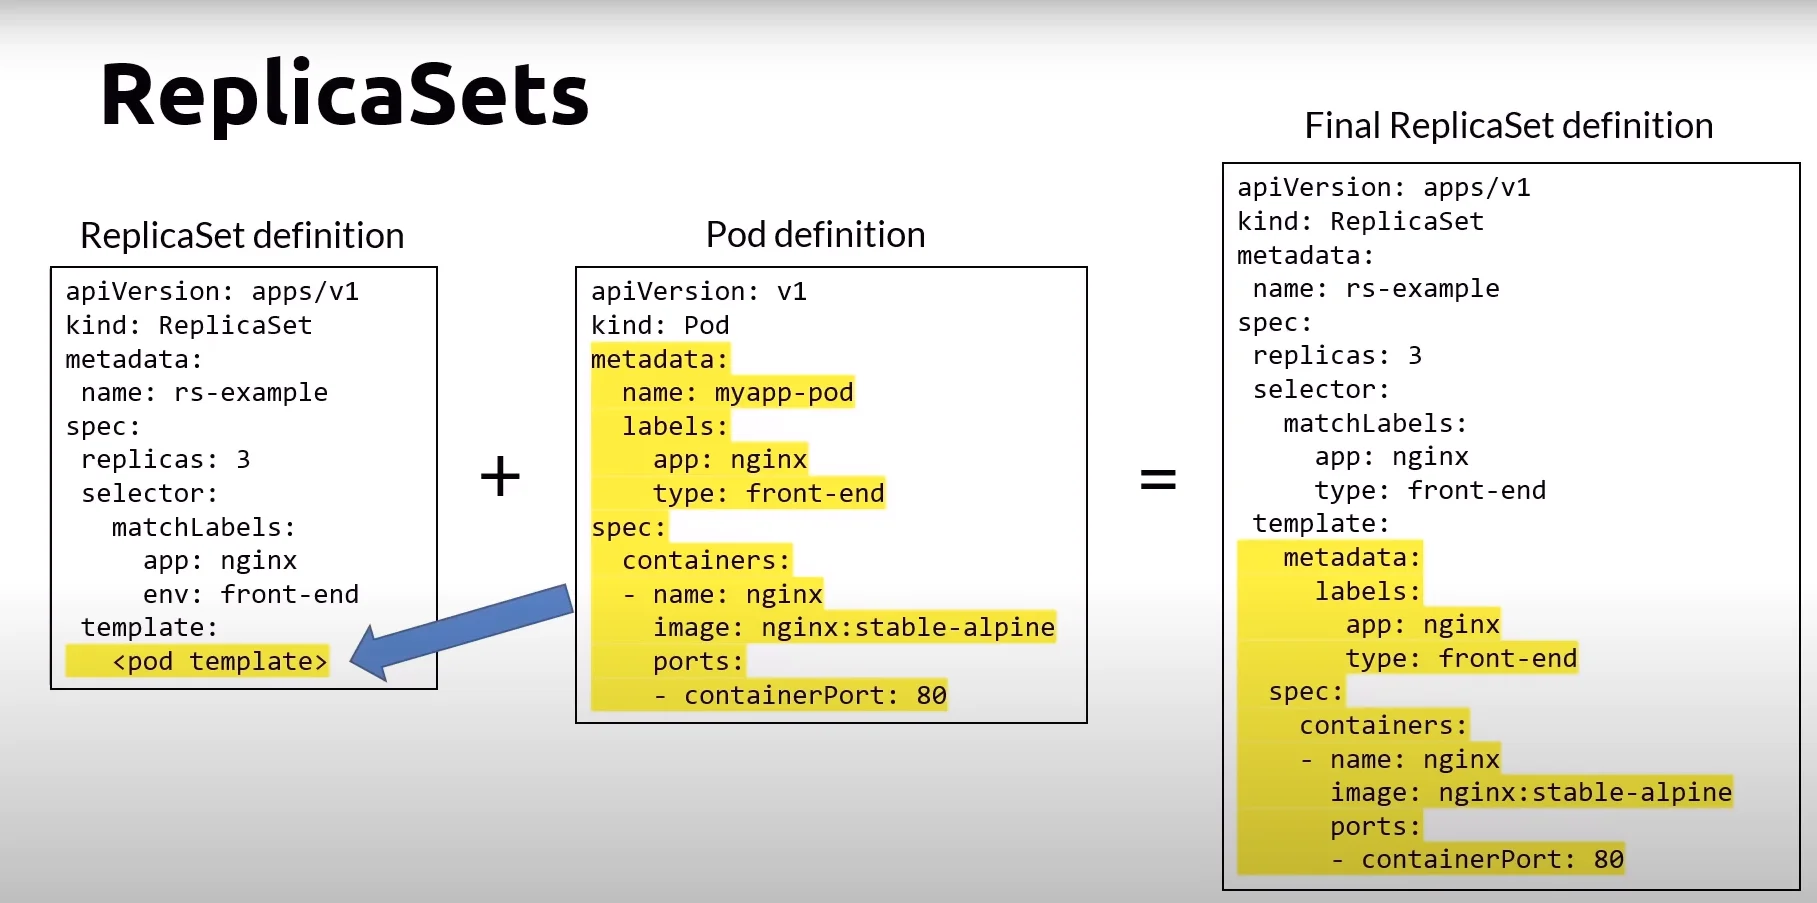 ReplicaSets
ReplicaSet definition
apiVersion: apps/v1
kind: ReplicaSet
metadata:
 name: rs-example
spec:
 replicas: 3
 selector:
   matchLabels:
     app: nginx
     env: front-end
 template:
   <pod template>
+
Pod definition
apiVersion: v1
kind: Pod
metadata:
  name: myapp-pod
  labels:
    app: nginx
    type: front-end
spec:
  containers:
  - name: nginx
    image: nginx:stable-alpine
    ports:
    - containerPort: 80
=
Final ReplicaSet definition
apiVersion: apps/v1
kind: ReplicaSet
metadata:
 name: rs-example
spec:
 replicas: 3
 selector:
   matchLabels:
     app: nginx
     type: front-end
 template:
   metadata:
     labels:
       app: nginx
       type: front-end
  spec:
    containers:
    - name: nginx
      image: nginx:stable-alpine
      ports:
      - containerPort: 80